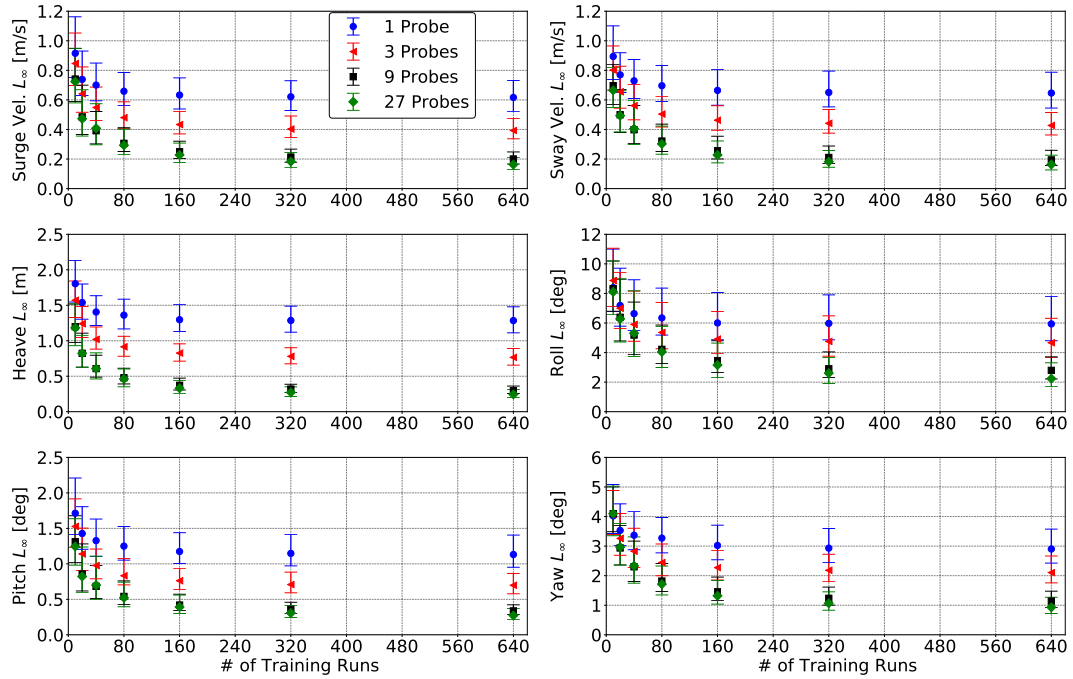 1.2
1.0
0.8
0.6
0.4
0.2
0.0
Surge Vel. L∞ [m/s]
0 80 160 240 320 400 480 560 640
1 Probe
3 Probes
9 Probes
27 Probes
1.2
1.0
0.8
0.6
0.4
0.2
0.0
Sway Vel. L∞ [m/s]
0 80 160 240 320 400 480 560 640
2.5
2.0
1.5
1.0
0.5
0.0
Heave L∞ [m]
0 80 160 240 320 400 480 560 640
12
10
8
6
4
2
0
Roll L∞ [deg]
0 80 160 240 320 400 480 560 640
2.5
2.0
1.5
1.0
0.5
0.0
Pitch L∞ [deg]
0 80 160 240 320 400 480 560 640
# of Training Runs
6
5
4
3
2
1
0
Yaw L∞ [deg]
0 80 160 240 320 400 480 560 640
# of Training Runs